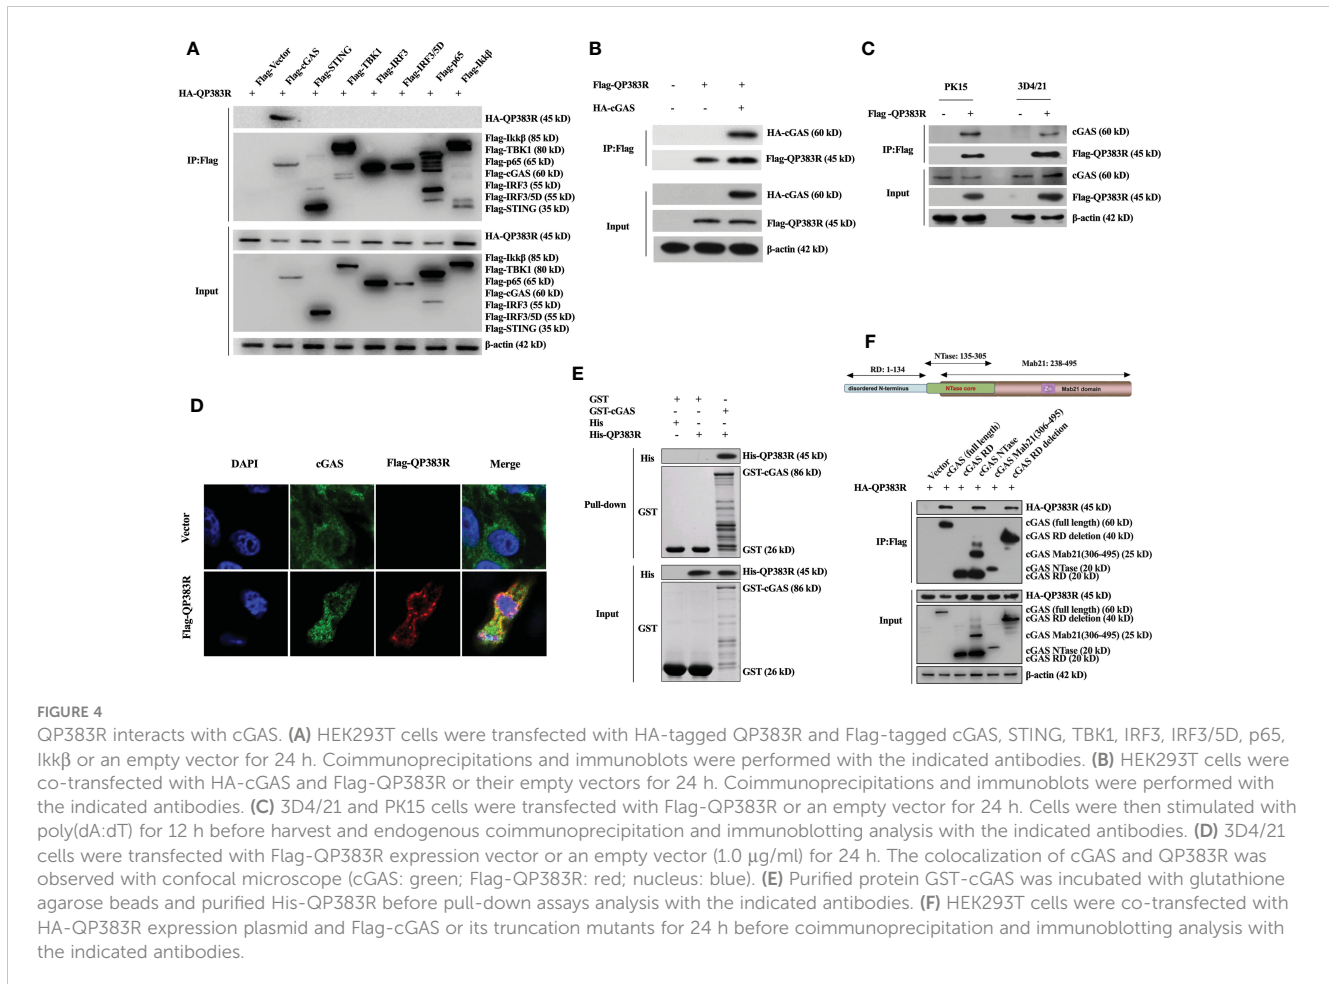 A
Flag-Vector
Flag-cGAS
Flag-STING
Flag-TBK1
Flag-IRF3
Flag-IRF3/5D
Flag-p65
Flag-Ikkβ
HA-QP383R + + + + + + + +
IP:Flag
HA-QP383R (45 kD)
Flag-Ikkβ (85 kD)
Flag-TBK1 (80 kD)
Flag-p65 (65 kD)
Flag-cGAS (60 kD)
Flag-IRF3 (55 kD)
Flag-IRF3/5D (55 kD)
Flag-STING (35 kD)
Input
HA-QP383R (45 kD)
Flag-Ikkβ (85 kD)
Flag-TBK1 (80 kD)
Flag-p65 (65 kD)
Flag-cGAS (60 kD)
Flag-IRF3 (55 kD)
Flag-IRF3/5D (55 kD)
Flag-STING (35 kD)
β-actin (42 kD)
B
Flag-QP383R - + +
HA-cGAS - - +
IP:Flag
HA-cGAS (60 kD)
Flag-QP383R (45 kD)
Input
HA-cGAS (60 kD)
Flag-QP383R (45 kD)
β-actin (42 kD)
C
PK15 3D4/21
Flag -QP383R - + - +
IP:Flag
cGAS (60 kD)
Flag-QP383R (45 kD)
Input
cGAS (60 kD)
Flag-QP383R (45 kD)
β-actin (42 kD)
D
DAPI cGAS Flag-QP383R Merge
Vector
Flag-QP383R
E
GST + + -
GST-cGAS - - +
His + - -
His-QP383R - + +
Pull-down
His
His-QP383R (45 kD)
GST-cGAS (86 kD)
GST
GST (26 kD)
Input
His
His-QP383R (45 kD)
GST-cGAS (86 kD)
GST
GST (26 kD)
F
NTase: 135-305
RD: 1-134
Mab21: 238-495
disordered N-terminus NTase core Zn Mab21 domain
Vector
cGAS (full length)
cGAS RD
cGAS NTase
cGAS Mab21(306-495)
cGAS RD deletion
HA-QP383R + + + + + +
IP:Flag
HA-QP383R (45 kD)
cGAS (full length) (60 kD)
cGAS RD deletion (40 kD)
cGAS Mab21(306-495) (25 kD)
cGAS NTase (20 kD)
cGAS RD (20 kD)
Input
HA-QP383R (45 kD)
cGAS (full length) (60 kD)
cGAS RD deletion (40 kD)
cGAS Mab21(306-495) (25 kD)
cGAS NTase (20 kD)
cGAS RD (20 kD)
β-actin (42 kD)
FIGURE 4
QP383R interacts with cGAS. (A) HEK293T cells were transfected with HA-tagged QP383R and Flag-tagged cGAS, STING, TBK1, IRF3, IRF3/5D, p65,
Ikkβ or an empty vector for 24 h. Coimmunoprecipitations and immunoblots were performed with the indicated antibodies. (B) HEK293T cells were
co-transfected with HA-cGAS and Flag-QP383R or their empty vectors for 24 h. Coimmunoprecipitations and immunoblots were performed with
the indicated antibodies. (C) 3D4/21 and PK15 cells were transfected with Flag-QP383R or an empty vector for 24 h. Cells were then stimulated with
poly(dA:dT) for 12 h before harvest and endogenous coimmunoprecipitation and immunoblotting analysis with the indicated antibodies. (D) 3D4/21
cells were transfected with Flag-QP383R expression vector or an empty vector (1.0 μg/ml) for 24 h. The colocalization of cGAS and QP383R was
observed with confocal microscope (cGAS: green; Flag-QP383R: red; nucleus: blue). (E) Purified protein GST-cGAS was incubated with glutathione
agarose beads and purified His-QP383R before pull-down assays analysis with the indicated antibodies. (F) HEK293T cells were co-transfected with
HA-QP383R expression plasmid and Flag-cGAS or its truncation mutants for 24 h before coimmunoprecipitation and immunoblotting analysis with
the indicated antibodies.